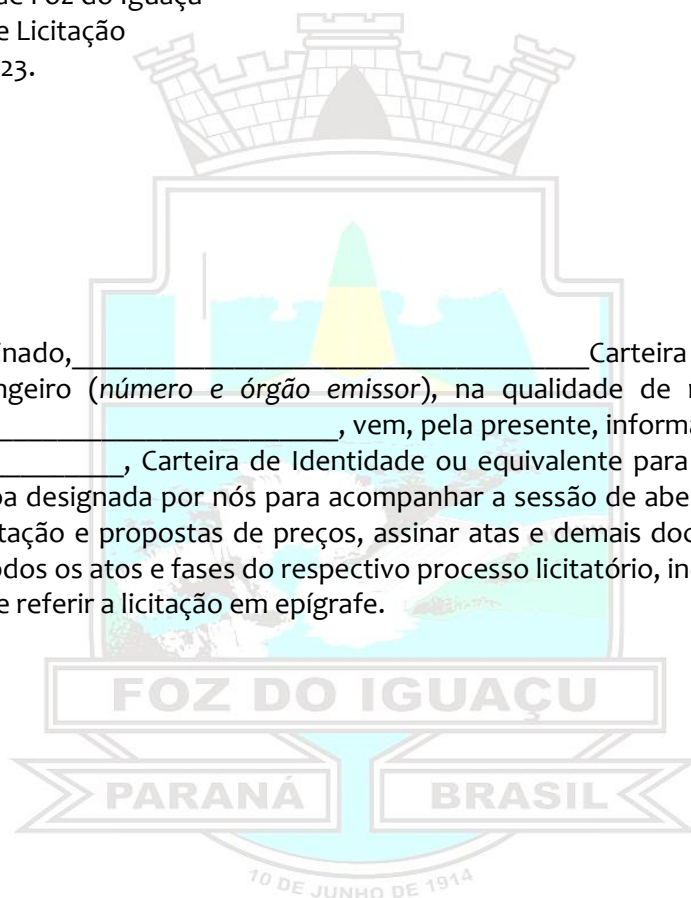 de Foz do Iguaçu
e Licitação
23.
inado,___________________________________Carteira
ngeiro (número e órgão emissor), na qualidade de r
_______________________, vem, pela presente, informa
_________, Carteira de Identidade ou equivalente para
oa designada por nós para acompanhar a sessão de abe
tação e propostas de preços, assinar atas e demais doc
odos os atos e fases do respectivo processo licitatório, in
e referir a licitação em epígrafe.
FOZ DO IGUAÇU
PARANÁ BRASIL
10 DE JUNHO DE 1914